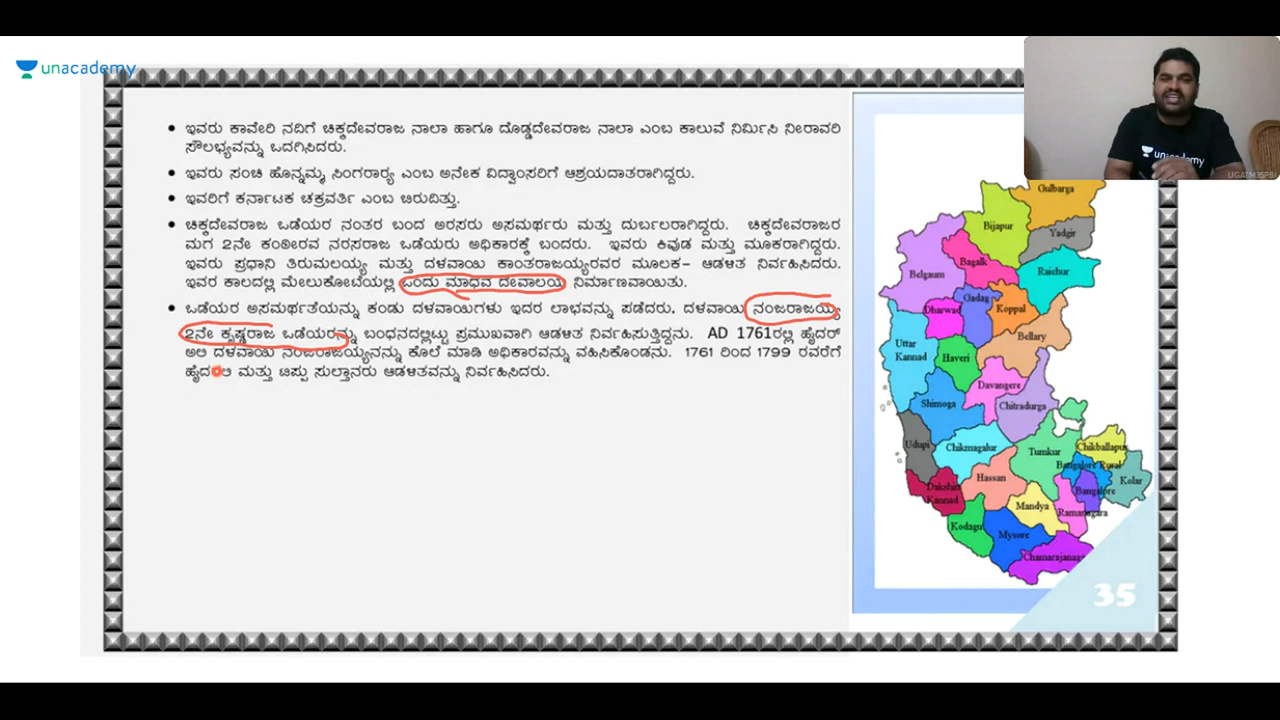 unacademy
• ಇವರು ಕಾವೇರಿ ನದಿಗೆ ಚಿಕ್ಕದೇವರಾಜ ನಾಲಾ ಹಾಗೂ ದೊಡ್ಡದೇವರಾಜ ನಾಲಾ ಎಂಬ ಕಾಲುವೆ ನಿರ್ಮಿಸಿ ನೀರಾವರಿ
ಸೌಲಭ್ಯವನ್ನು ಒದಗಿಸಿದರು.
• ಇವರು ಸಂಚಿ ಹೊನ್ನಮ್ಮ, ಸಿಂಗರಾರ‍್ಯ ಎಂಬ ಅನೇಕ ವಿದ್ವಾಂಸರಿಗೆ ಆಶ್ರಯದಾತರಾಗಿದ್ದರು.
• ಇವರಿಗೆ ಕರ್ನಾಟಕ ಚಕ್ರವರ್ತಿ ಎಂಬ ಬಿರುದಿತ್ತು.
• ಚಿಕ್ಕದೇವರಾಜ ಒಡೆಯರ ನಂತರ ಬಂದ ಅರಸರು ಅಸಮರ್ಥರು ಮತ್ತು ದುರ್ಬಲರಾಗಿದ್ದರು. ಚಿಕ್ಕದೇವರಾಜರ
ಮಗ 2ನೇ ಕಂಠೀರವ ನರಸರಾಜ ಒಡೆಯರು ಅಧಿಕಾರಕ್ಕೆ ಬಂದರು. ಇವರು ಕಿವುಡ ಮತ್ತು ಮೂಕರಾಗಿದ್ದರು.
ಇವರು ಪ್ರಧಾನಿ ತಿರುಮಲಯ್ಯ ಮತ್ತು ದಳವಾಯಿ ಕಾಂತರಾಜಯ್ಯರವರ ಮೂಲಕ- ಆಡಳಿತ ನಿರ್ವಹಿಸಿದರು.
ಇವರ ಕಾಲದಲ್ಲಿ ಮೇಲುಕೋಟೆಯಲ್ಲಿ ಒಂದು ಮಾಧವ ದೇವಾಲಯ ನಿರ್ಮಾಣವಾಯಿತು.
• ಒಡೆಯರ ಅಸಮರ್ಥತೆಯನ್ನು ಕಂಡು ದಳವಾಯಿಗಳು ಇದರ ಲಾಭವನ್ನು ಪಡೆದರು. ದಳವಾಯಿ ನಂಜರಾಜಯ್ಯ
2ನೇ ಕೃಷ್ಣರಾಜ ಒಡೆಯರನ್ನು ಬಂಧನದಲ್ಲಿಟ್ಟು ಪ್ರಮುಖವಾಗಿ ಆಡಳಿತ ನಿರ್ವಹಿಸುತ್ತಿದ್ದನು. AD 1761ರಲ್ಲಿ ಹೈದರ್
ಅಲಿ ದಳವಾಯಿ ನಂಜರಾಜಯ್ಯನನ್ನು ಕೊಲೆ ಮಾಡಿ ಅಧಿಕಾರವನ್ನು ವಹಿಸಿಕೊಂಡನು. 1761 ರಿಂದ 1799 ರವರೆಗೆ
ಮತ್ತು ಟಿಪ್ಪು ಸುಲ್ತಾನರು ಆಡಳಿತವನ್ನು ನಿರ್ವಹಿಸಿದರು.
unacademy
UGATM35P8J
Gulbarga
Bijapur
Yadgir
Bagalk
Raichur
Belgaum
Gadag
Koppal
Dharwad
Bellary
Uttar
Kannad
Haveri
Davangere
Shimoga
Chitradurga
Udupi
Chikmagalur
Tumkur
Chikballapur
Bangalore Rural
Kolar
Hassan
Bangalore
Dakshin
Kannad
Mandya
Ramanagara
Kodagu
Mysore
Chamarajanaga
35